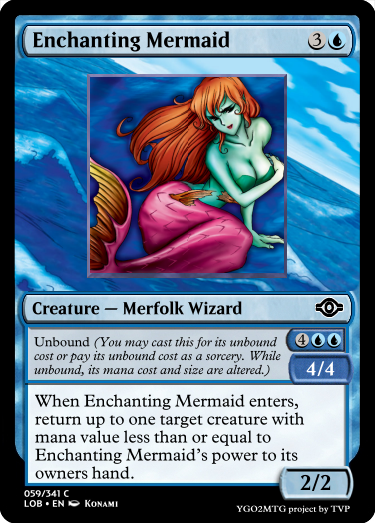 Enchanting Mermaid 3
Creature — Merfolk Wizard
Unbound (You may cast this for its unbound
cost or pay its unbound cost as a sorcery. While
unbound, its mana cost and size are altered.)
4
4/4
When Enchanting Mermaid enters,
return up to one target creature with
mana value less than or equal to
Enchanting Mermaid's power to its
owners hand.
2/2
059/341 C
LOB • EN Konami
YGO2MTG project by TVP